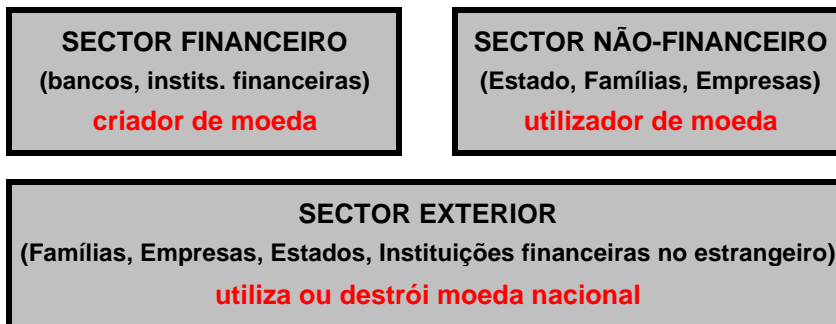 SECTOR FINANCEIRO
(bancos, instits. financeiras)
criador de moeda
SECTOR NÃO-FINANCEIRO
(Estado, Famílias, Empresas)
utilizador de moeda
SECTOR EXTERIOR
(Famílias, Empresas, Estados, Instituições financeiras no estrangeiro)
utiliza ou destrói moeda nacional